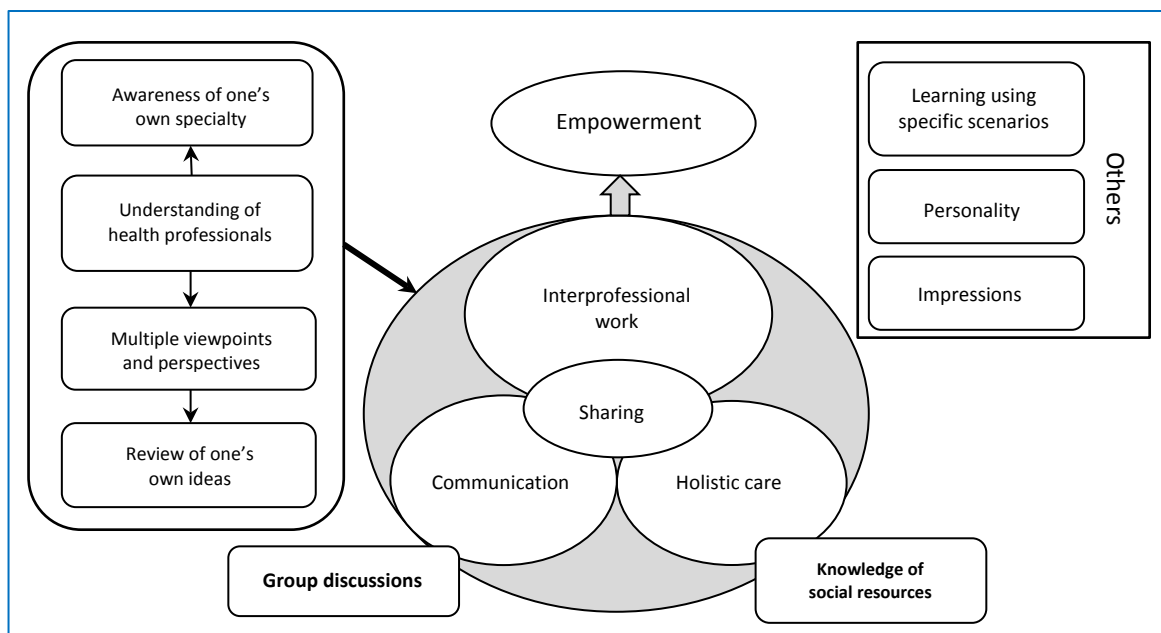 Awareness of one’s
own specialty
Understanding of
health professionals
Multiple viewpoints
and perspectives
Review of one’s
own ideas
Empowerment
Interprofessional
work
Sharing
Communication
Holistic care
Group discussions
Knowledge of
social resources
Learning using
specific scenarios
Personality
Impressions
Others